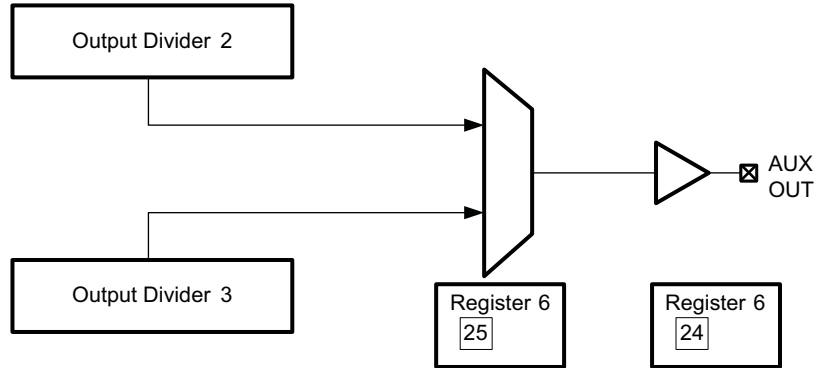 Output Divider 2
AUX
OUT
Output Divider 3
Register 6
25
Register 6
24